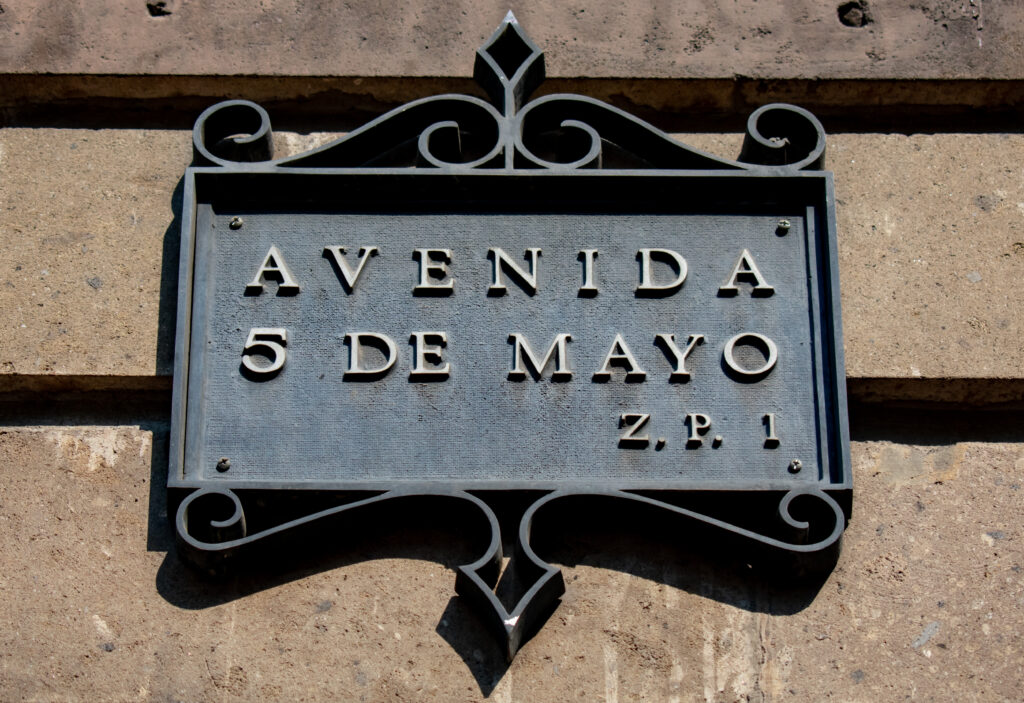 AVENIDA
5 DE MAYO
Z.P. 1